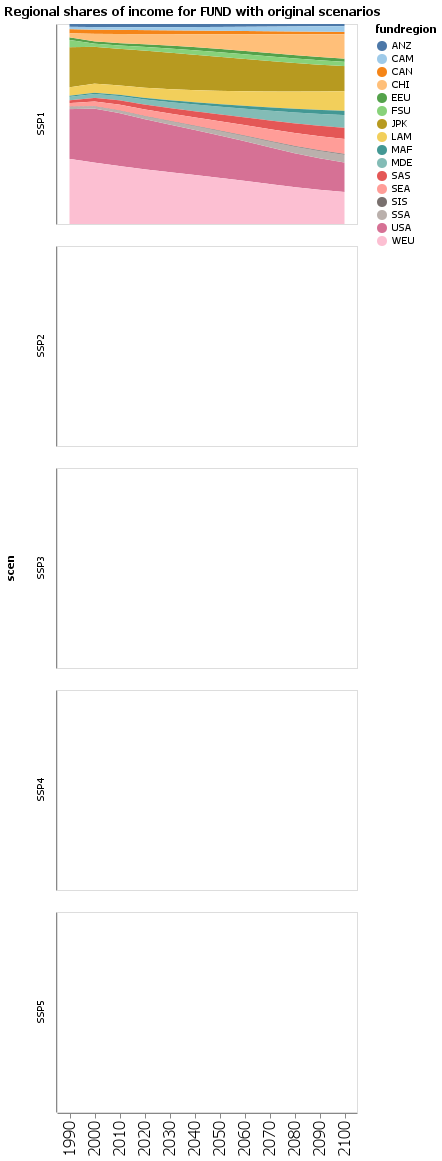 Regional shares of income for FUND with original scenarios
fundregion
ANZ
CAM
CAN
CHI
EEU
FSU
JPK
LAM
MAF
MDE
SAS
SEA
SIS
SSA
USA
WEU
scen
SSP1
SSP2
SSP3
SSP4
SSP5
1990
2000
2010
2020
2030
2040
2050
2060
2070
2080
2090
2100